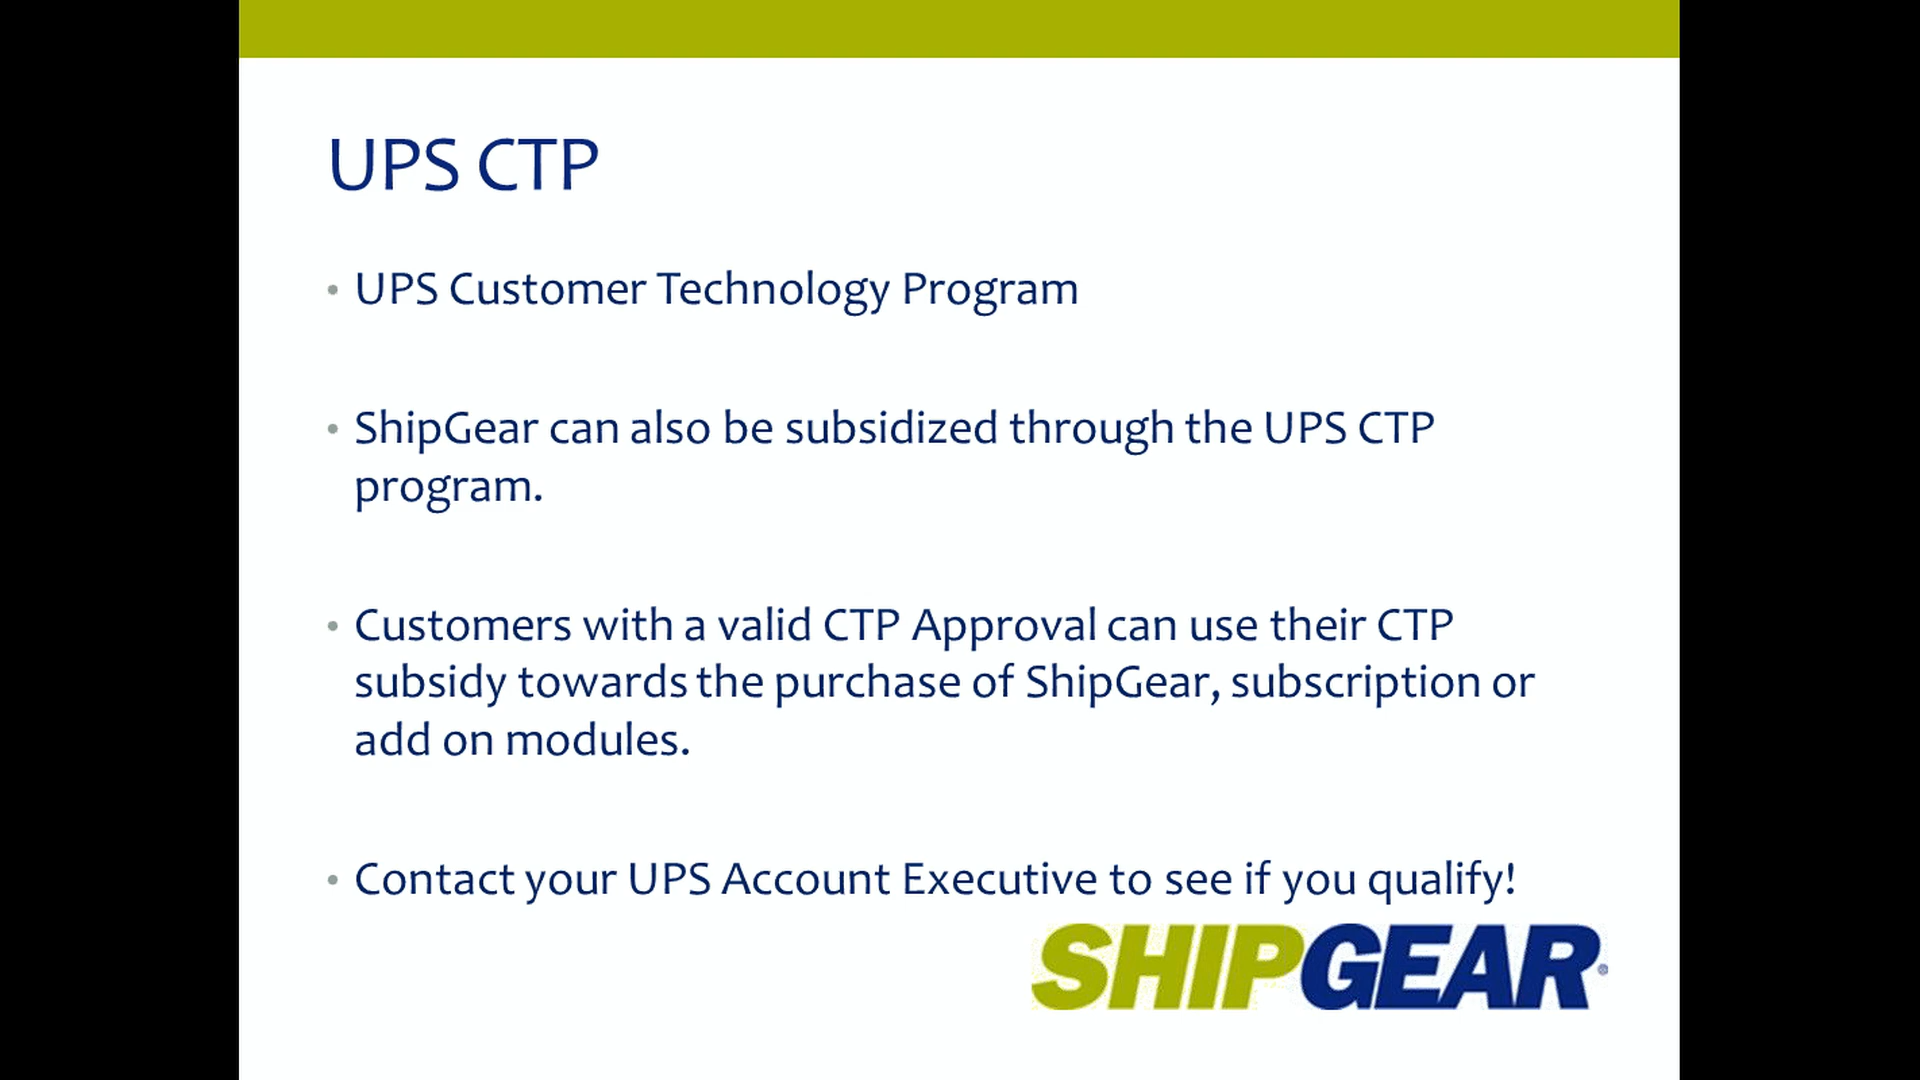 UPS CTP
• UPS Customer Technology Program
• ShipGear can also be subsidized through the UPS CTP
program.
• Customers with a valid CTP Approval can use their CTP
subsidy towards the purchase of ShipGear, subscription or
add on modules.
• Contact your UPS Account Executive to see if you qualify!
SHIPGEAR®